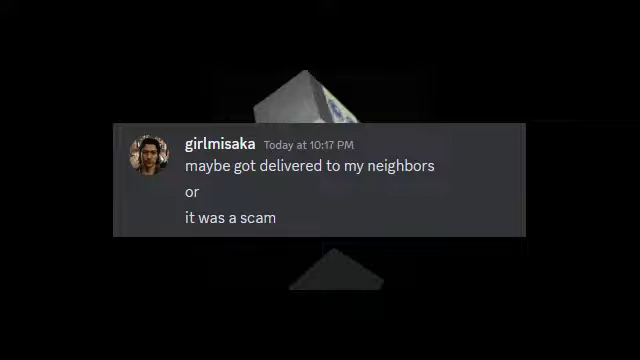 girlmisaka Today at 10:17 PM
maybe got delivered to my neighbors
or
it was a scam